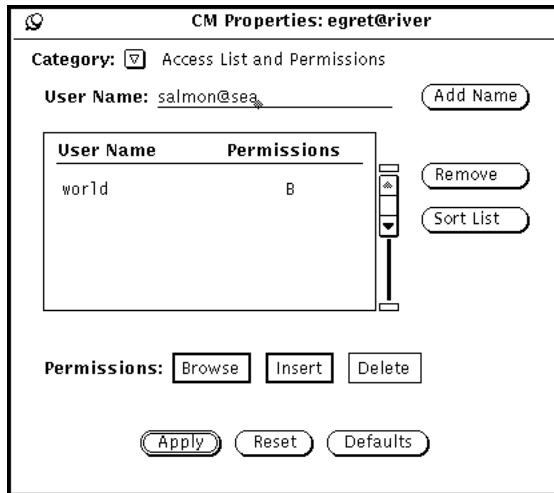 CM Properties: egret@river
Category: Access List and Permissions
User Name: salmon@sea Add Name
User Name Permissions
world B
Remove
Sort List
Permissions: Browse Insert Delete
Apply Reset Defaults